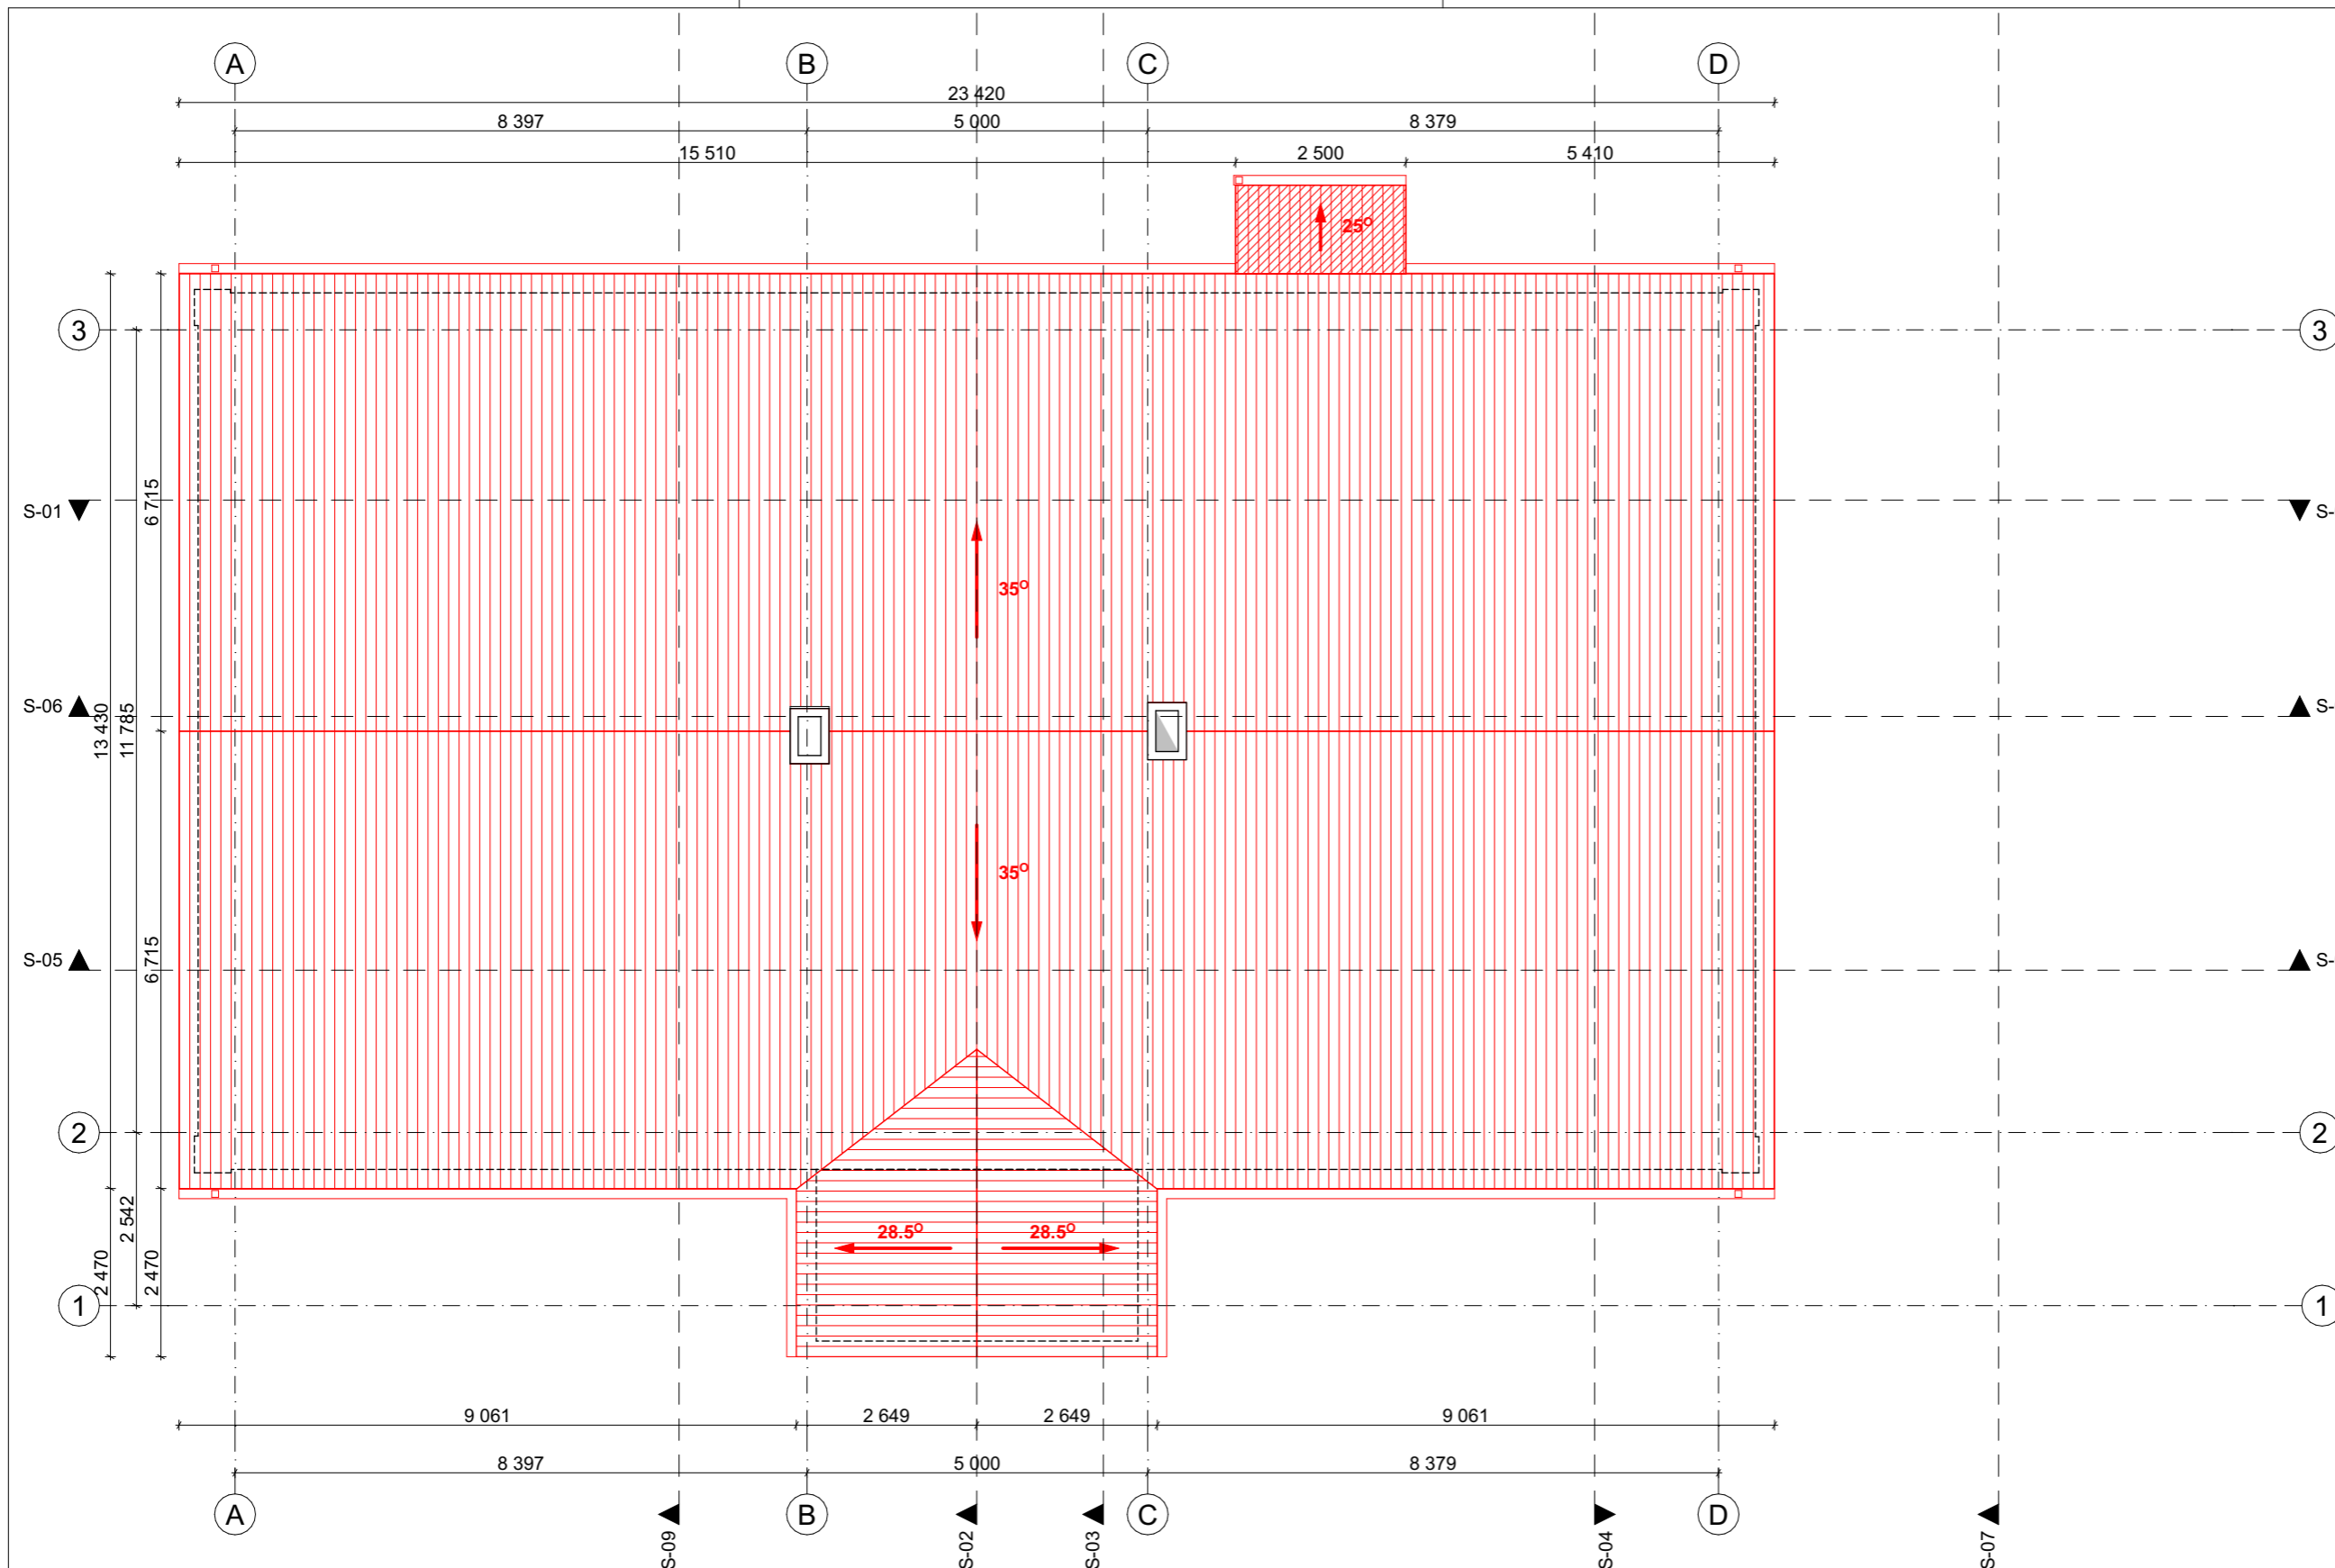 A B C D
23 420
8 397 5 000 8 379
15 510 2 500 5 410
25°
3 3
6 715
S-01 S-
35°
S-06 S-
13 430
11 785
35°
6 715
S-05 S-
2 2
2 542
28.5° 28.5°
2 470
2 470
1 1
9 061 2 649 2 649 9 061
8 397 5 000 8 379
A B C D
S-09 S-02 S-03 S-04 S-07